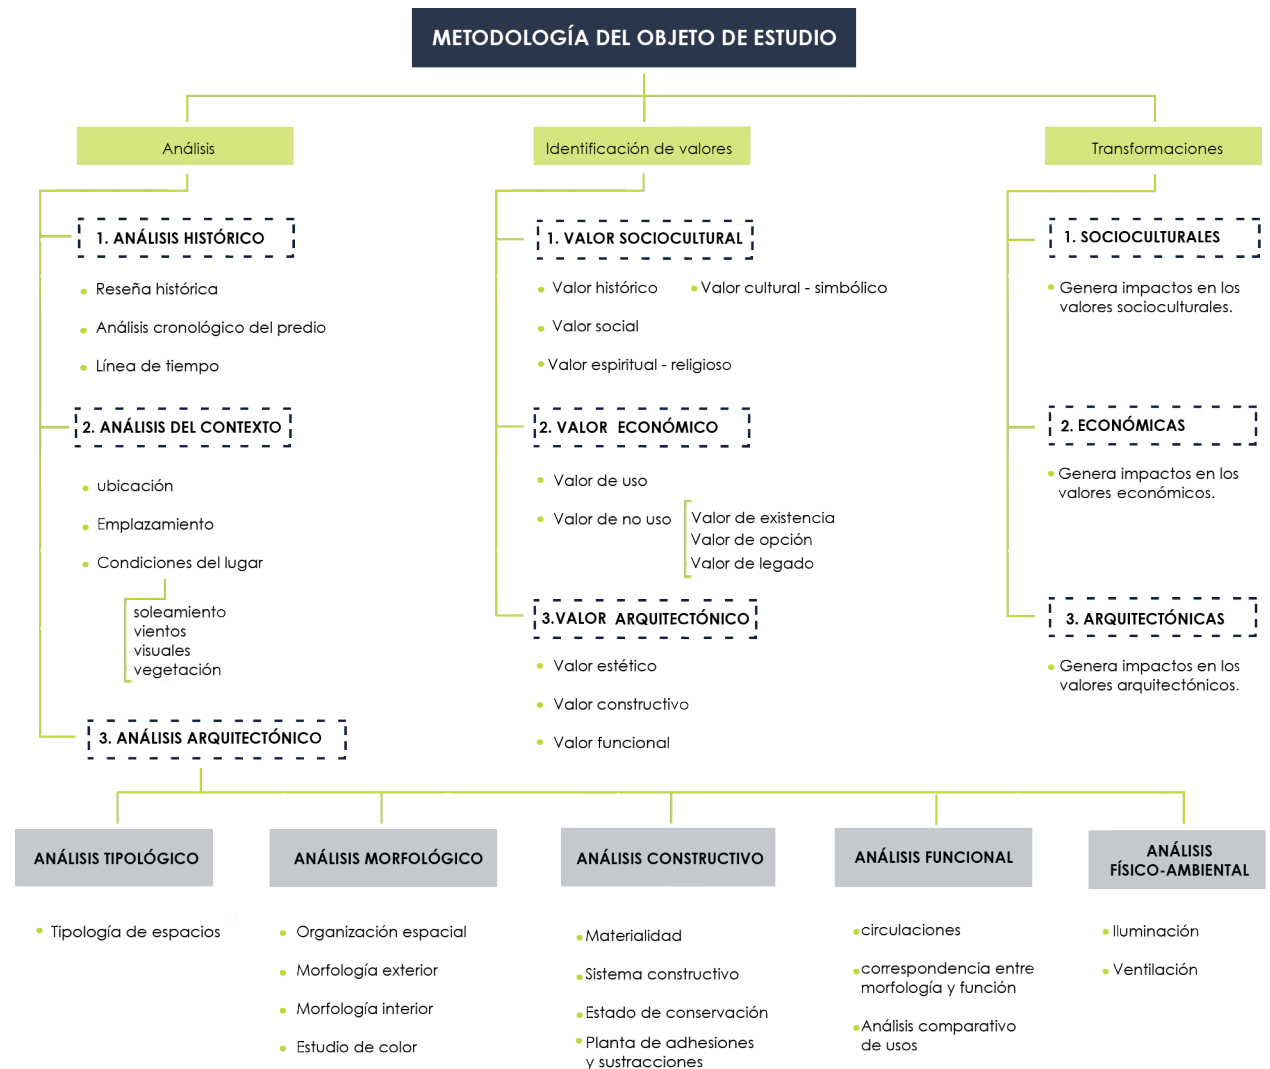 METODOLOGÍA DEL OBJETO DE ESTUDIO
Análisis
1. ANÁLISIS HISTÓRICO
Reseña histórica
Análisis cronológico del predio
Línea de tiempo
2. ANÁLISIS DEL CONTEXTO
ubicación
Emplazamiento
Condiciones del lugar
soleamiento
vientos
visuales
vegetación
3. ANÁLISIS ARQUITECTÓNICO
Identificación de valores
1. VALOR SOCIOCULTURAL
Valor histórico
Valor cultural - simbólico
Valor social
Valor espiritual - religioso
2. VALOR ECONÓMICO
Valor de uso
Valor de no uso
Valor de existencia
Valor de opción
Valor de legado
3.VALOR ARQUITECTÓNICO
Valor estético
Valor constructivo
Valor funcional
Transformaciones
1. SOCIOCULTURALES
Genera impactos en los
valores socioculturales.
2. ECONÓMICAS
Genera impactos en los
valores económicos.
3. ARQUITECTÓNICAS
Genera impactos en los
valores arquitectónicos.
ANÁLISIS TIPOLÓGICO
Tipología de espacios
ANÁLISIS MORFOLÓGICO
Organización espacial
Morfología exterior
Morfología interior
Estudio de color
ANÁLISIS CONSTRUCTIVO
Materialidad
Sistema constructivo
Estado de conservación
Planta de adhesiones
y sustracciones
ANÁLISIS FUNCIONAL
circulaciones
correspondencia entre
morfología y función
Análisis comparativo
de usos
ANÁLISIS
FÍSICO-AMBIENTAL
Iluminación
Ventilación